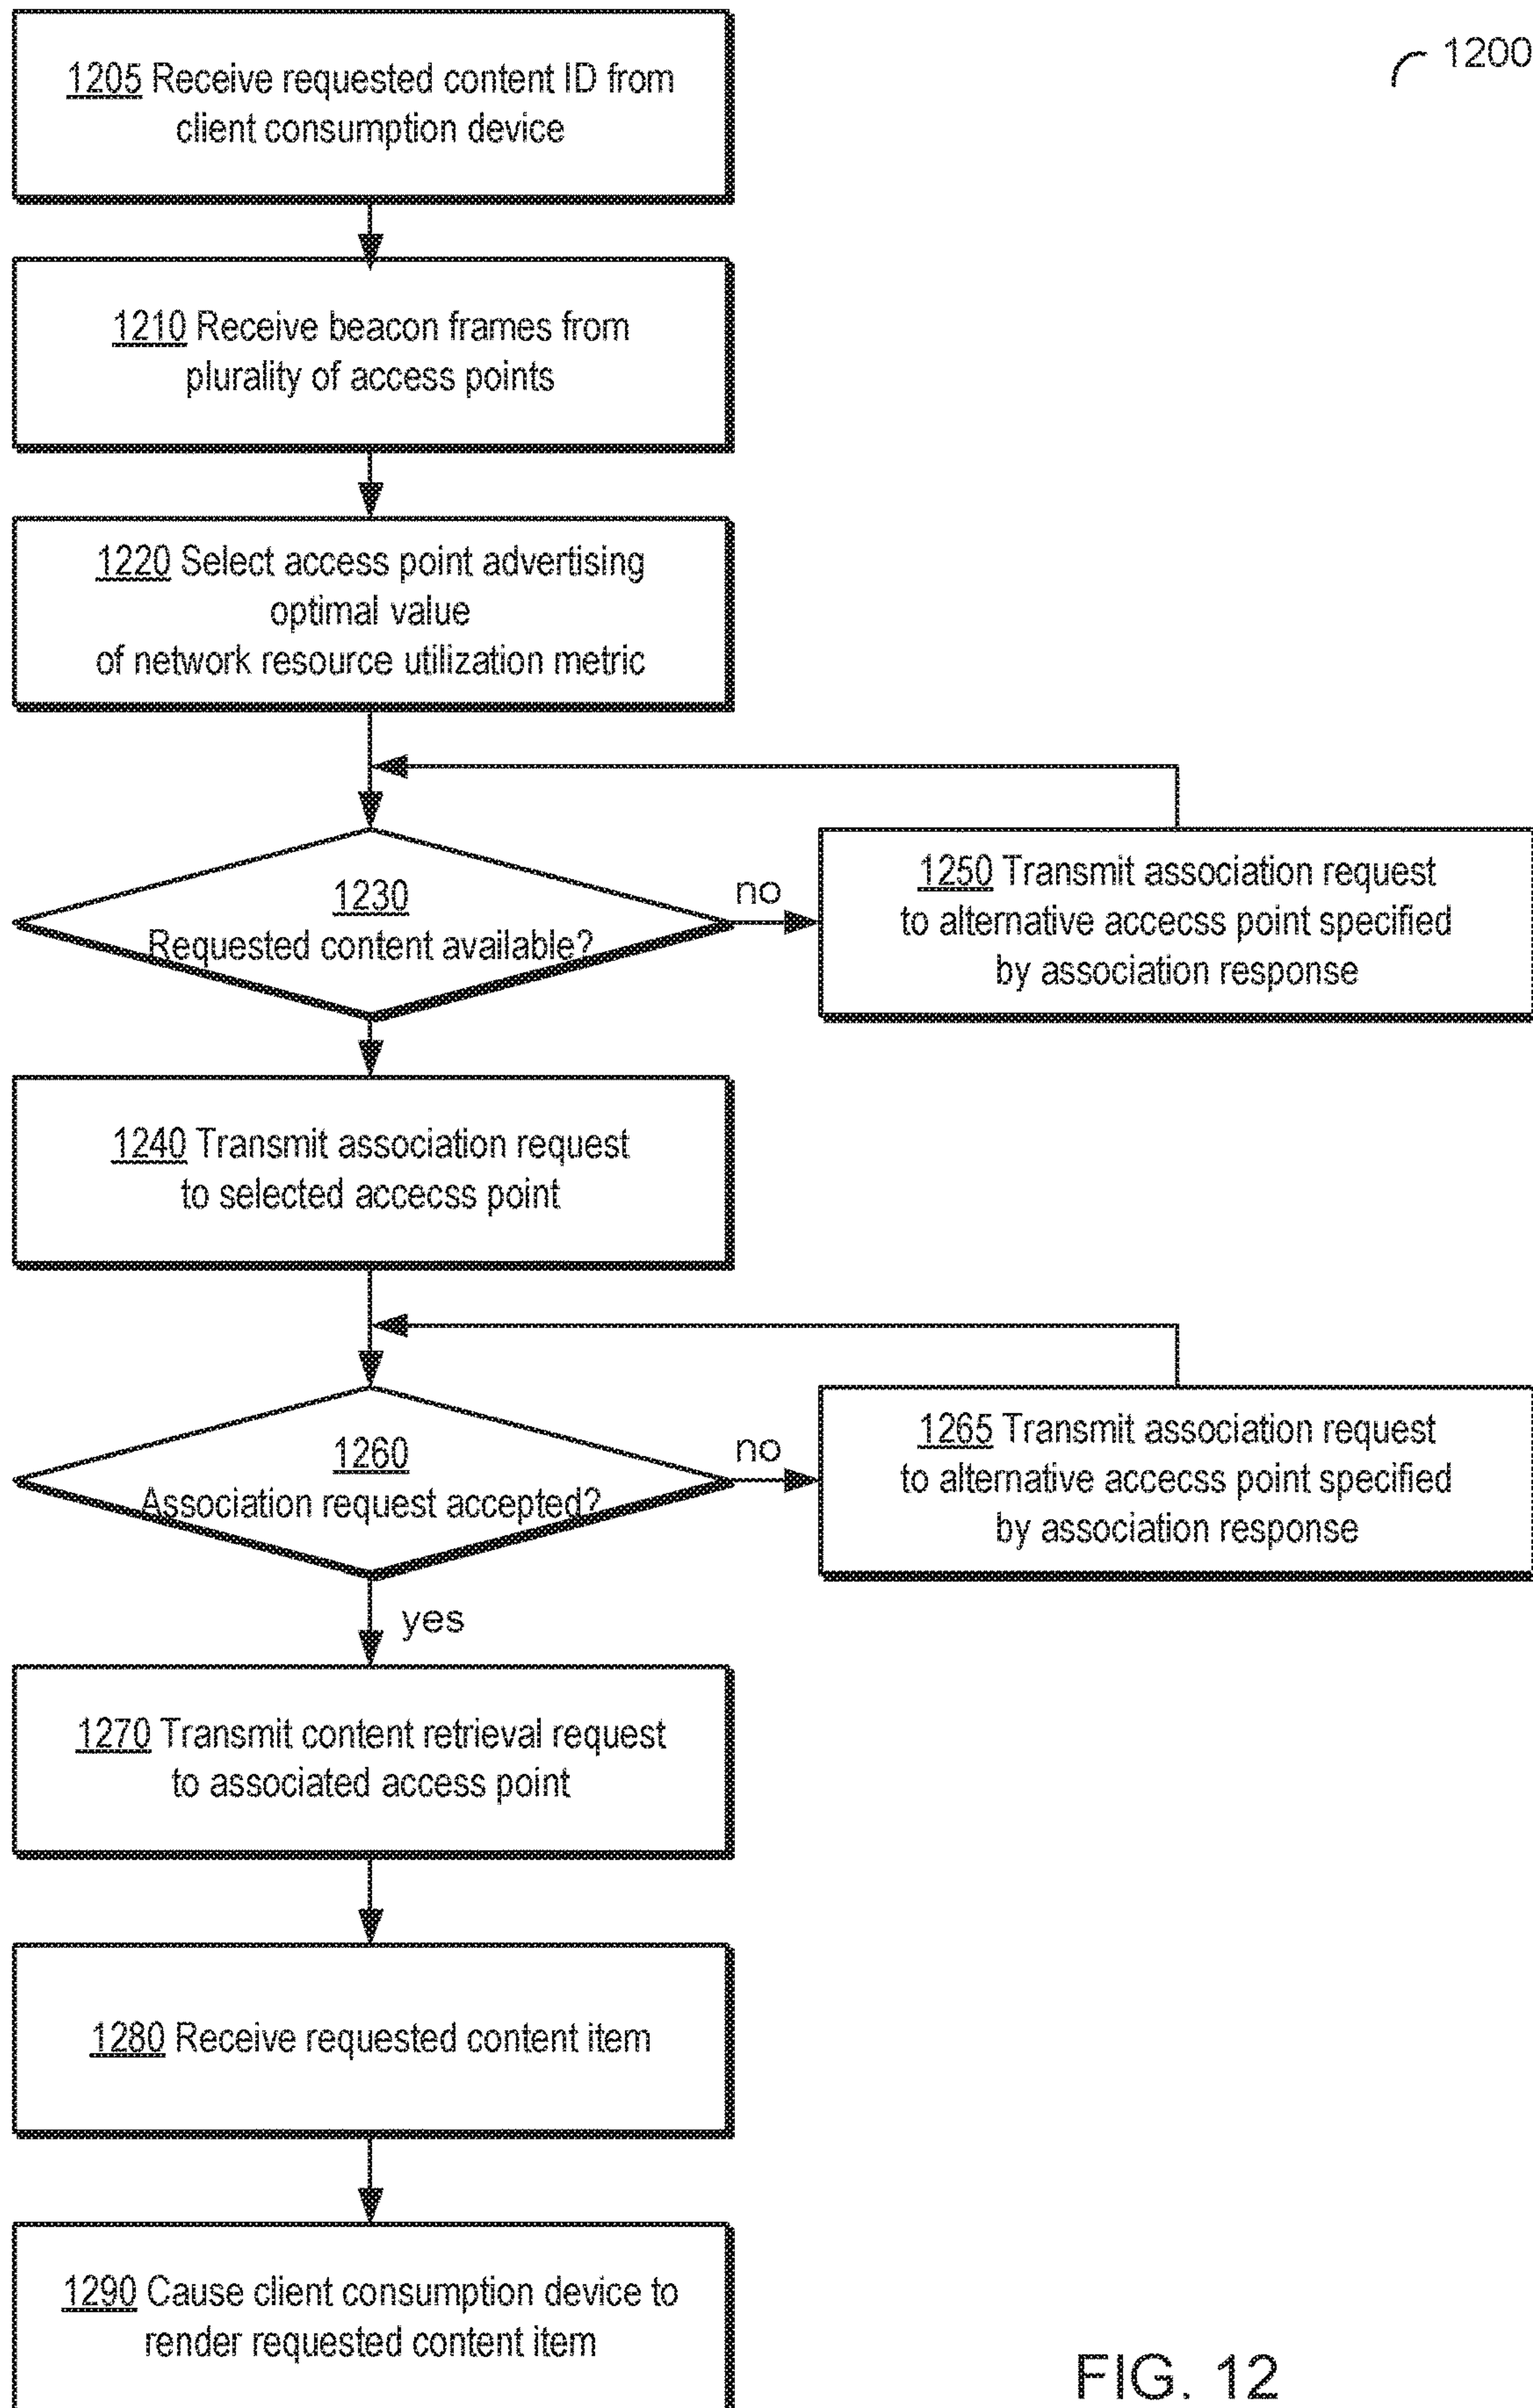 1200
1205 Receive requested content ID from
client consumption device
1210 Receive beacon frames from
plurality of access points
1220 Select access point advertising
optimal value
of network resource utilization metric
1230
Requested content available?
no
1250 Transmit association request
to alternative accecss point specified
by association response
1240 Transmit association request
to selected accecss point
1260
Association request accepted?
no
1265 Transmit association request
to alternative accecss point specified
by association response
yes
1270 Transmit content retrieval request
to associated access point
1280 Receive requested content item
1290 Cause client consumption device to
render requested content item
FIG. 12